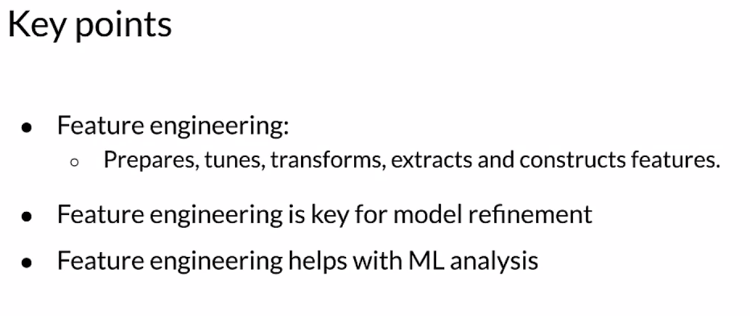 Key points
● Feature engineering:
○ Prepares, tunes, transforms, extracts and constructs features.
● Feature engineering is key for model refinement
● Feature engineering helps with ML analysis